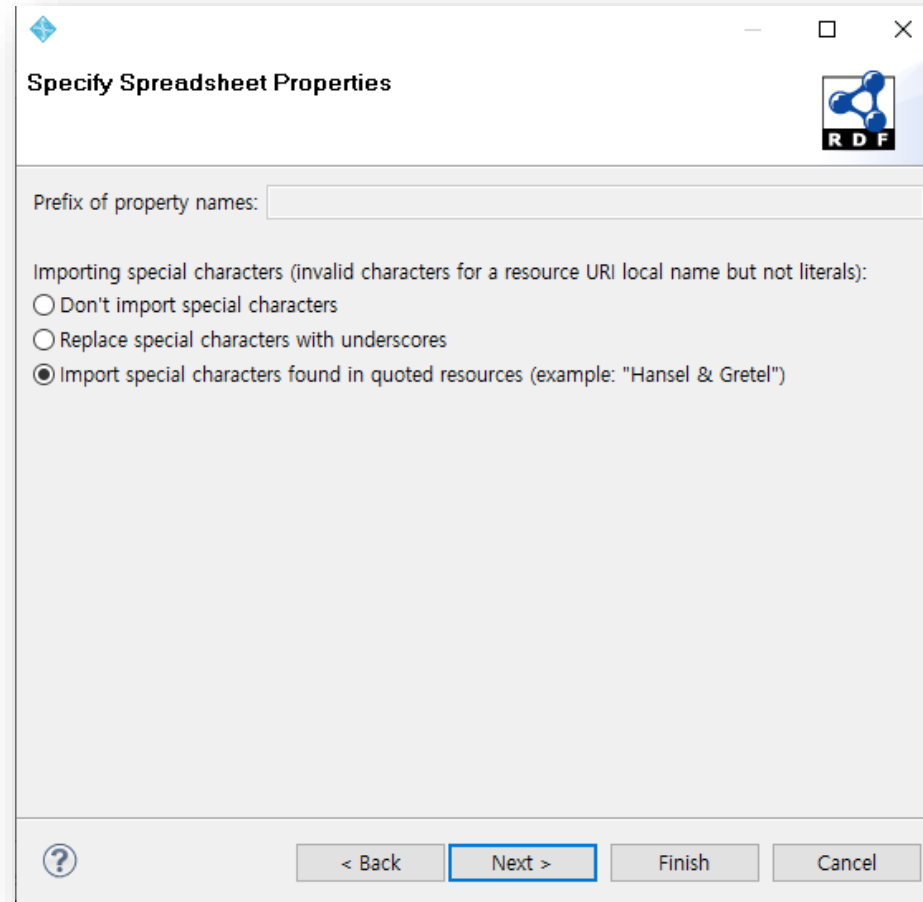 Specify Spreadsheet Properties
RDF
Prefix of property names:
Importing special characters (invalid characters for a resource URI local name but not literals):
Don't import special characters
Replace special characters with underscores
Import special characters found in quoted resources (example: "Hansel & Gretel")
?
< Back
Next >
Finish
Cancel